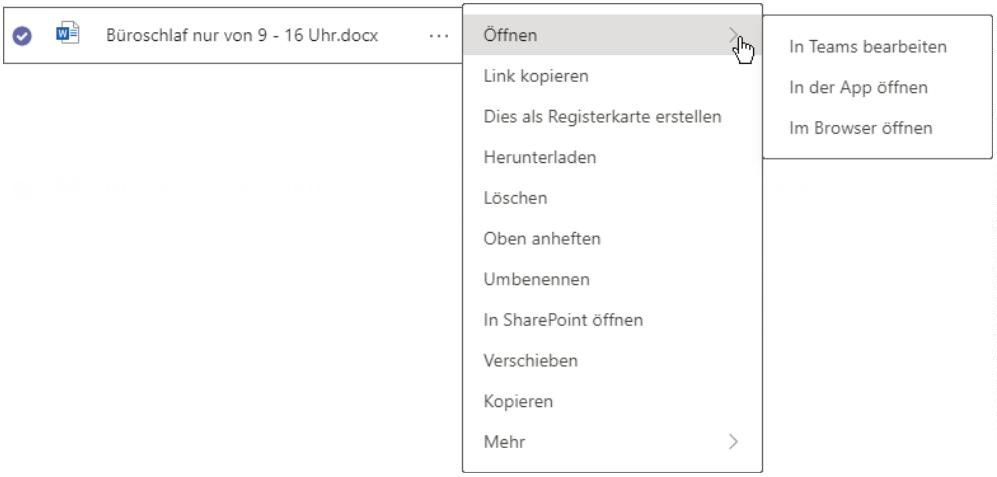 Büroschlaf nur von 9 - 16 Uhr.docx
Öffnen
Link kopieren
Dies als Registerkarte erstellen
Herunterladen
Löschen
Oben anheften
Umbenennen
In SharePoint öffnen
Verschieben
Kopieren
Mehr
In Teams bearbeiten
In der App öffnen
Im Browser öffnen